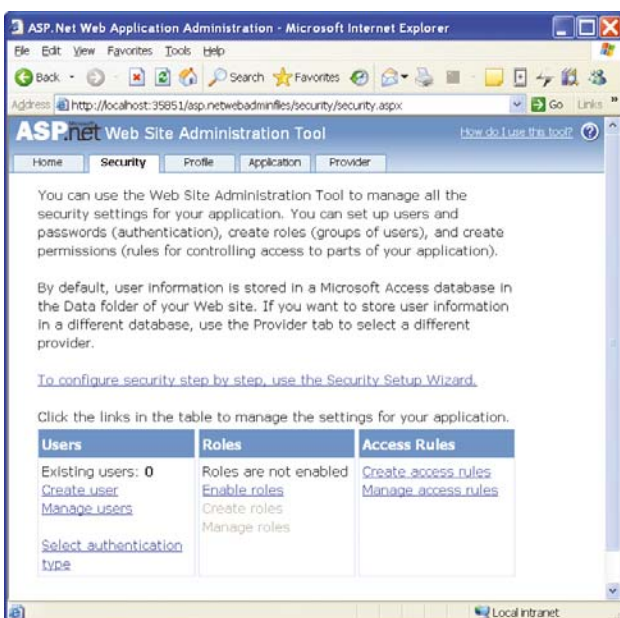 ASP.Net Web Application Administration - Microsoft Internet Explorer
File Edit View Favorites Tools Help
Back Search Favorites
Address http://localhost:35851/asp.netwebadminfiles/security/security.aspx Go Links
ASP.net Web Site Administration Tool How do I use this tool?
Home Security Profile Application Provider
You can use the Web Site Administration Tool to manage all the
security settings for your application. You can set up users and
passwords (authentication), create roles (groups of users), and create
permissions (rules for controlling access to parts of your application).
By default, user information is stored in a Microsoft Access database in
the Data folder of your Web site. If you want to store user information
in a different database, use the Provider tab to select a different
provider.
To configure security step by step, use the Security Setup Wizard.
Click the links in the table to manage the settings for your application.
Users Roles Access Rules
Existing users: 0 Roles are not enabled Create access rules
Create user Enable roles Manage access rules
Manage users Create roles
Manage roles
Select authentication
type
Local intranet